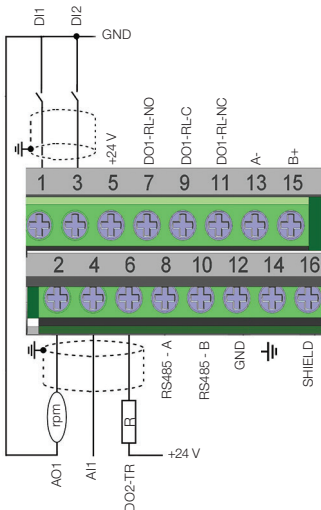 DI1
DI2
GND
+24 V
DO1-RL-NO
DO1-RL-C
DO1-RL-NC
A-
B+
1 3 5 7 9 11 13 15
2 4 6 8 10 12 14 16
rpm
R
AO1
AI1
DO2-TR
+24 V
RS485 - A
RS485 - B
GND
SHIELD